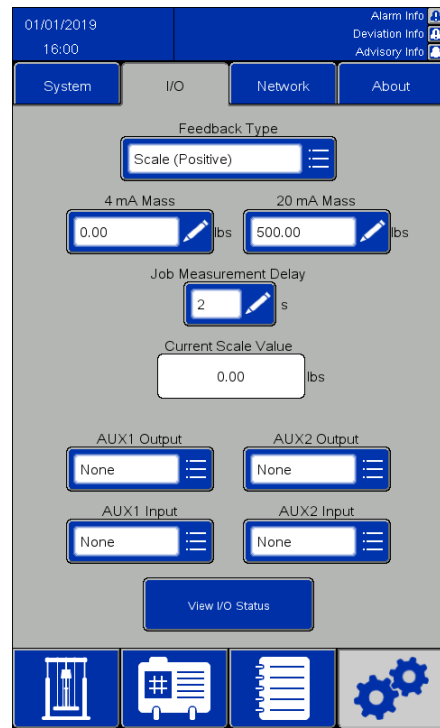 01/01/2019
16:00
Alarm Info
Deviation Info
Advisory Info
System
I/O
Network
About
Feedback Type
Scale (Positive)
4 mA Mass
20 mA Mass
0.00
lbs
500.00
lbs
Job Measurement Delay
2
s
Current Scale Value
0.00
lbs
AUX1 Output
AUX2 Output
None
None
AUX1 Input
AUX2 Input
None
None
View I/O Status
#